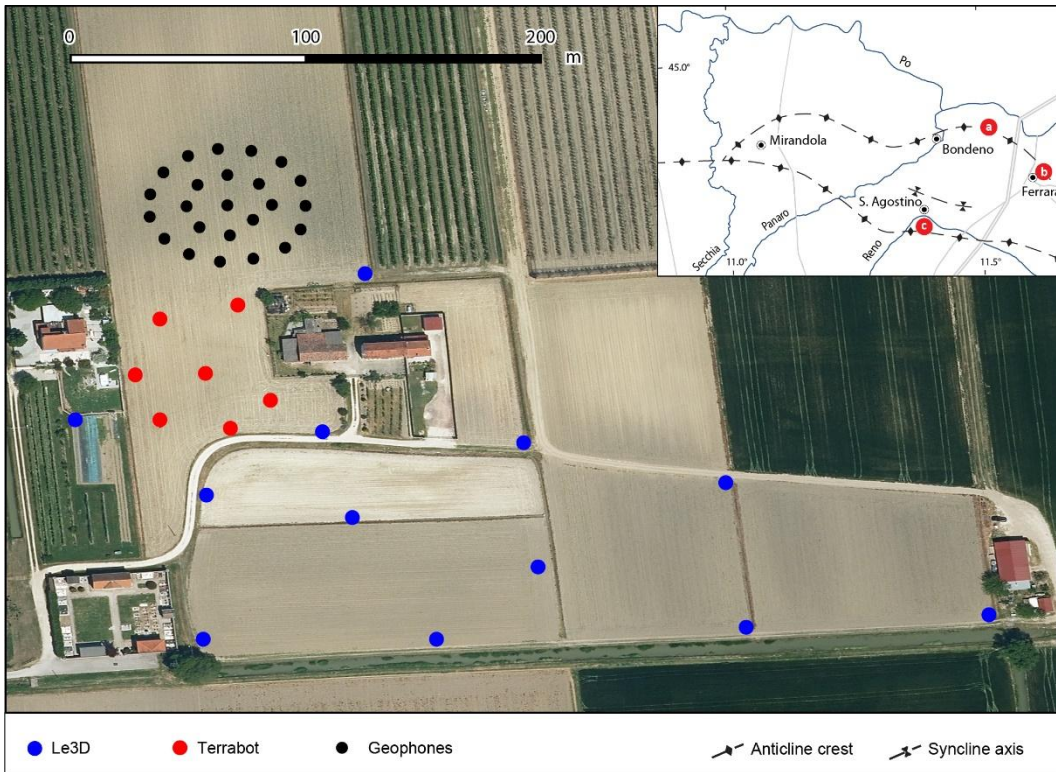 0 100 200
m
Po
45.0°
a
Mirandola
Bondeno
b
Ferrara
S. Agostino
c
Panaro
Reno
Secchia
11.0° 11.5°
Le3D Terrabot Geophones Anticline crest Syncline axis